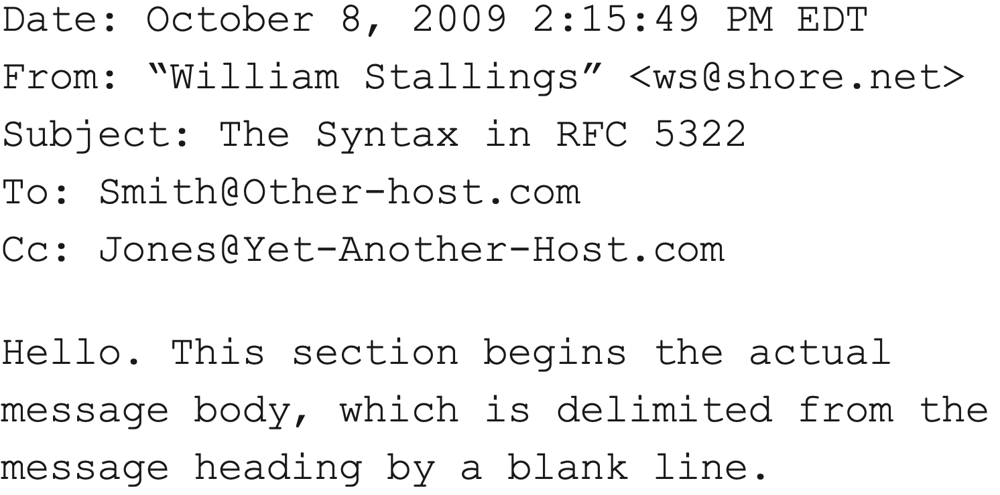 Date: October 8, 2009 2:15:49 PM EDT
From: “William Stallings” <ws@shore.net>
Subject: The Syntax in RFC 5322
To: Smith@Other-host.com
Cc: Jones@Yet-Another-Host.com
Hello. This section begins the actual
message body, which is delimited from the
message heading by a blank line.